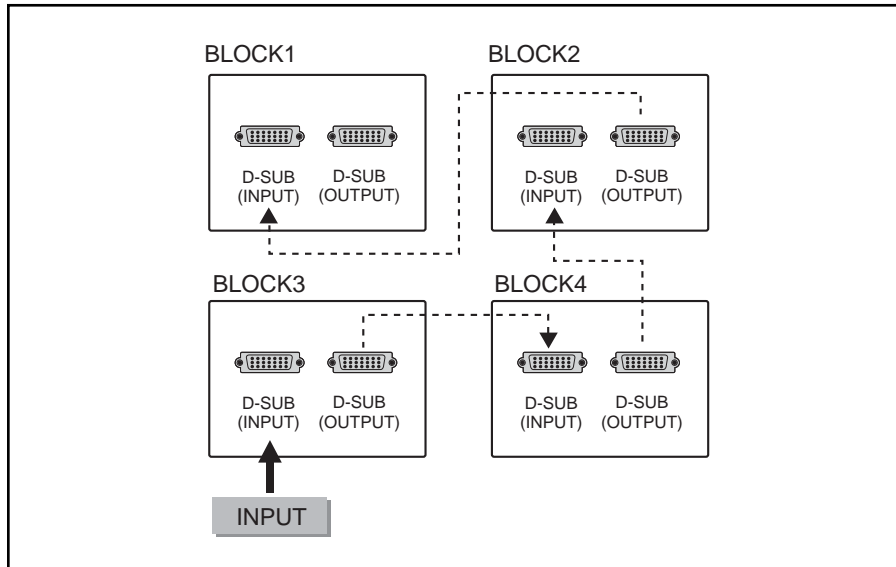 BLOCK1
D-SUB
(INPUT)
D-SUB
(OUTPUT)
BLOCK2
D-SUB
(INPUT)
D-SUB
(OUTPUT)
BLOCK3
D-SUB
(INPUT)
D-SUB
(OUTPUT)
BLOCK4
D-SUB
(INPUT)
D-SUB
(OUTPUT)
INPUT